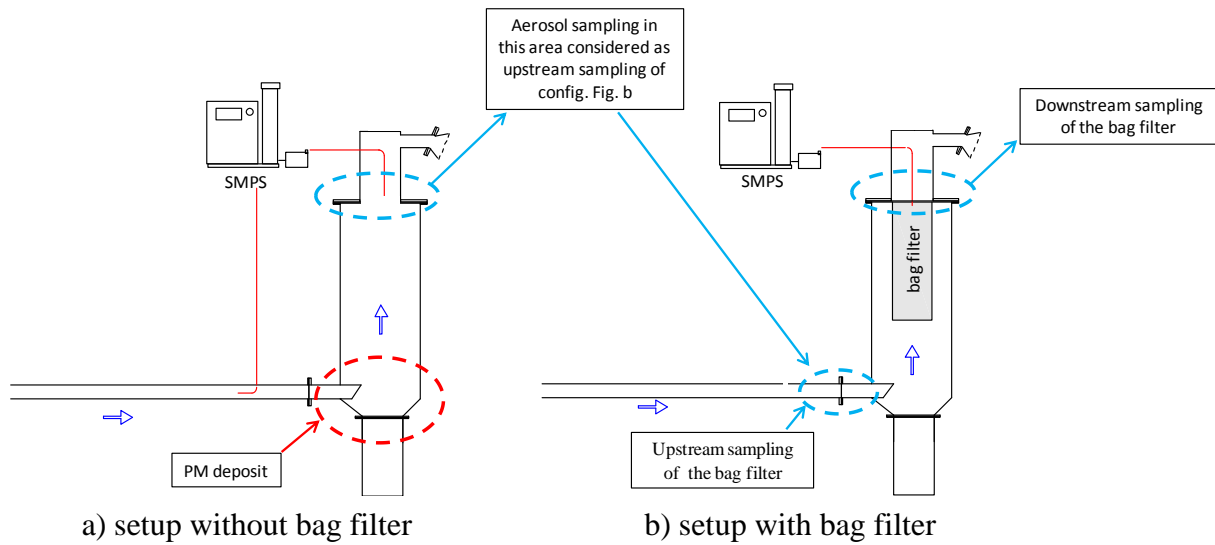 Aerosol sampling in
this area considered as
upstream sampling of
config. Fig. b
SMPS
PM deposit
a) setup without bag filter
Downstream sampling
of the bag filter
SMPS
bag filter
Upstream sampling
of the bag filter
b) setup with bag filter